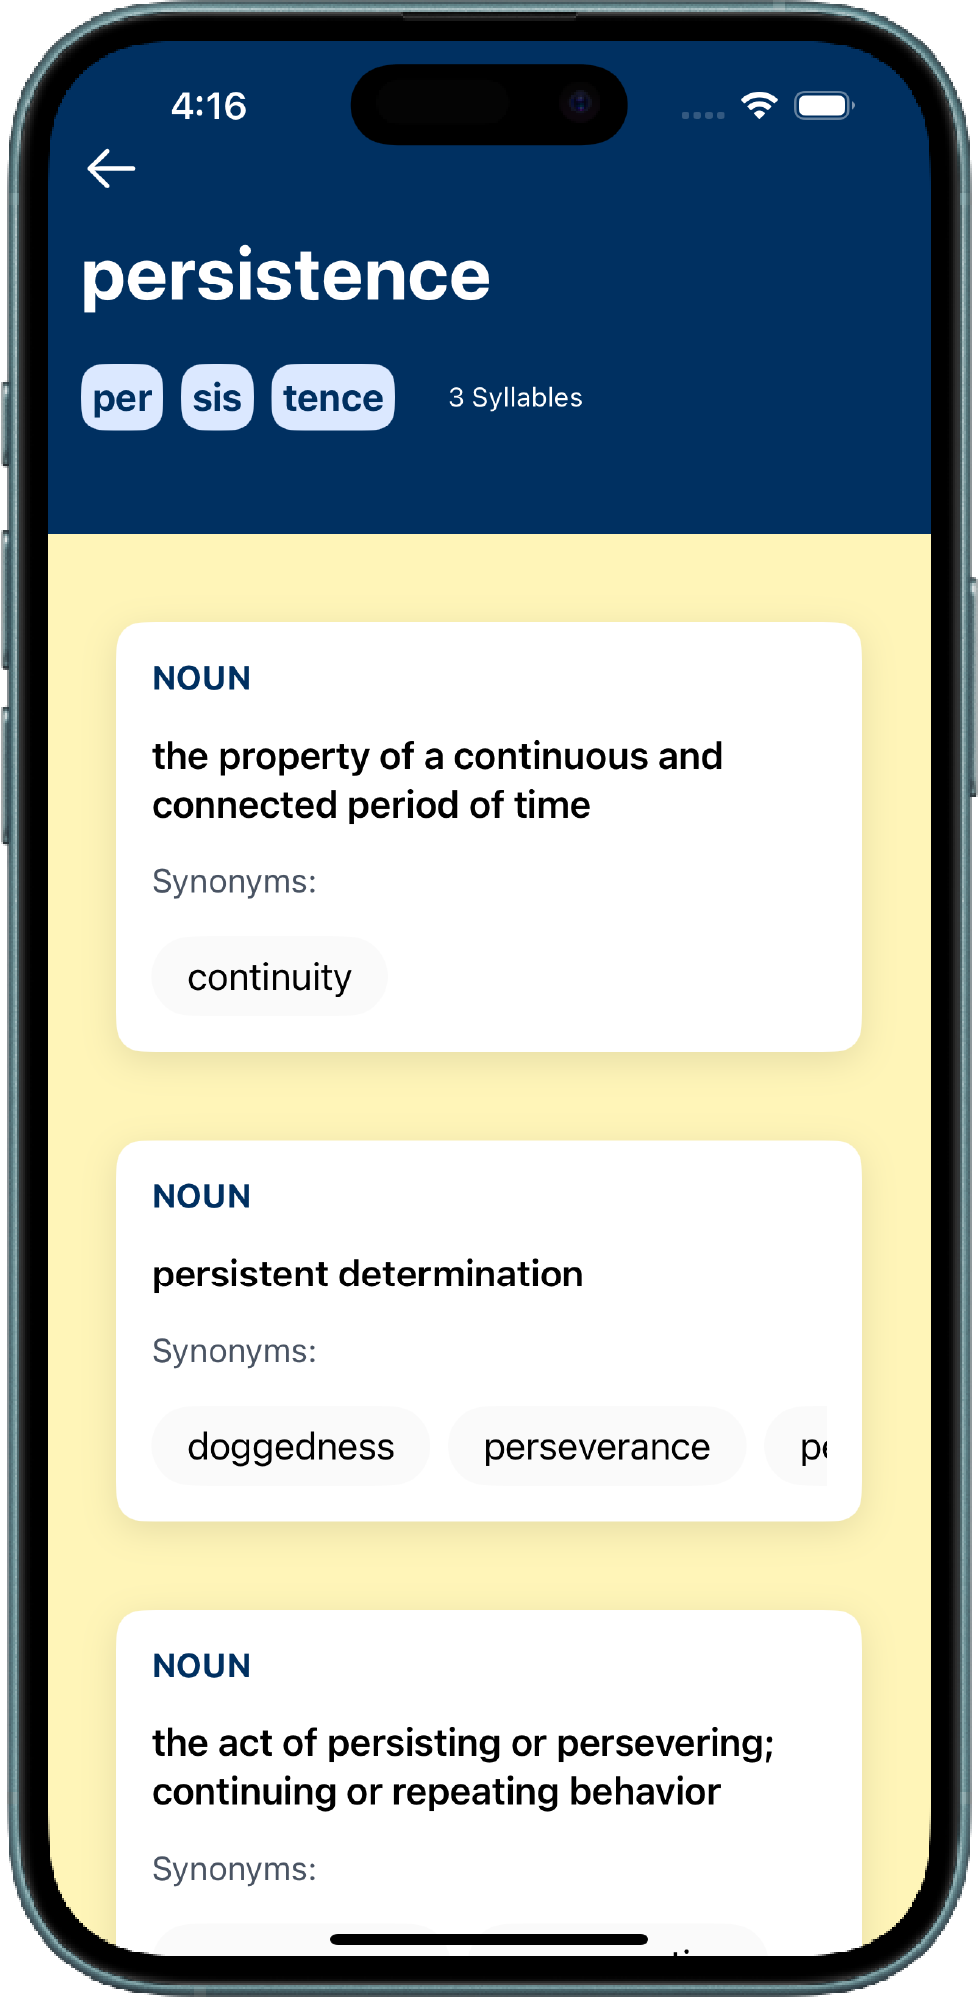 4:16
persistence
per sis tence 3 Syllables
NOUN
the property of a continuous and
connected period of time
Synonyms:
continuity
NOUN
persistent determination
Synonyms:
doggedness perseverance
NOUN
the act of persisting or persevering;
continuing or repeating behavior
Synonyms: